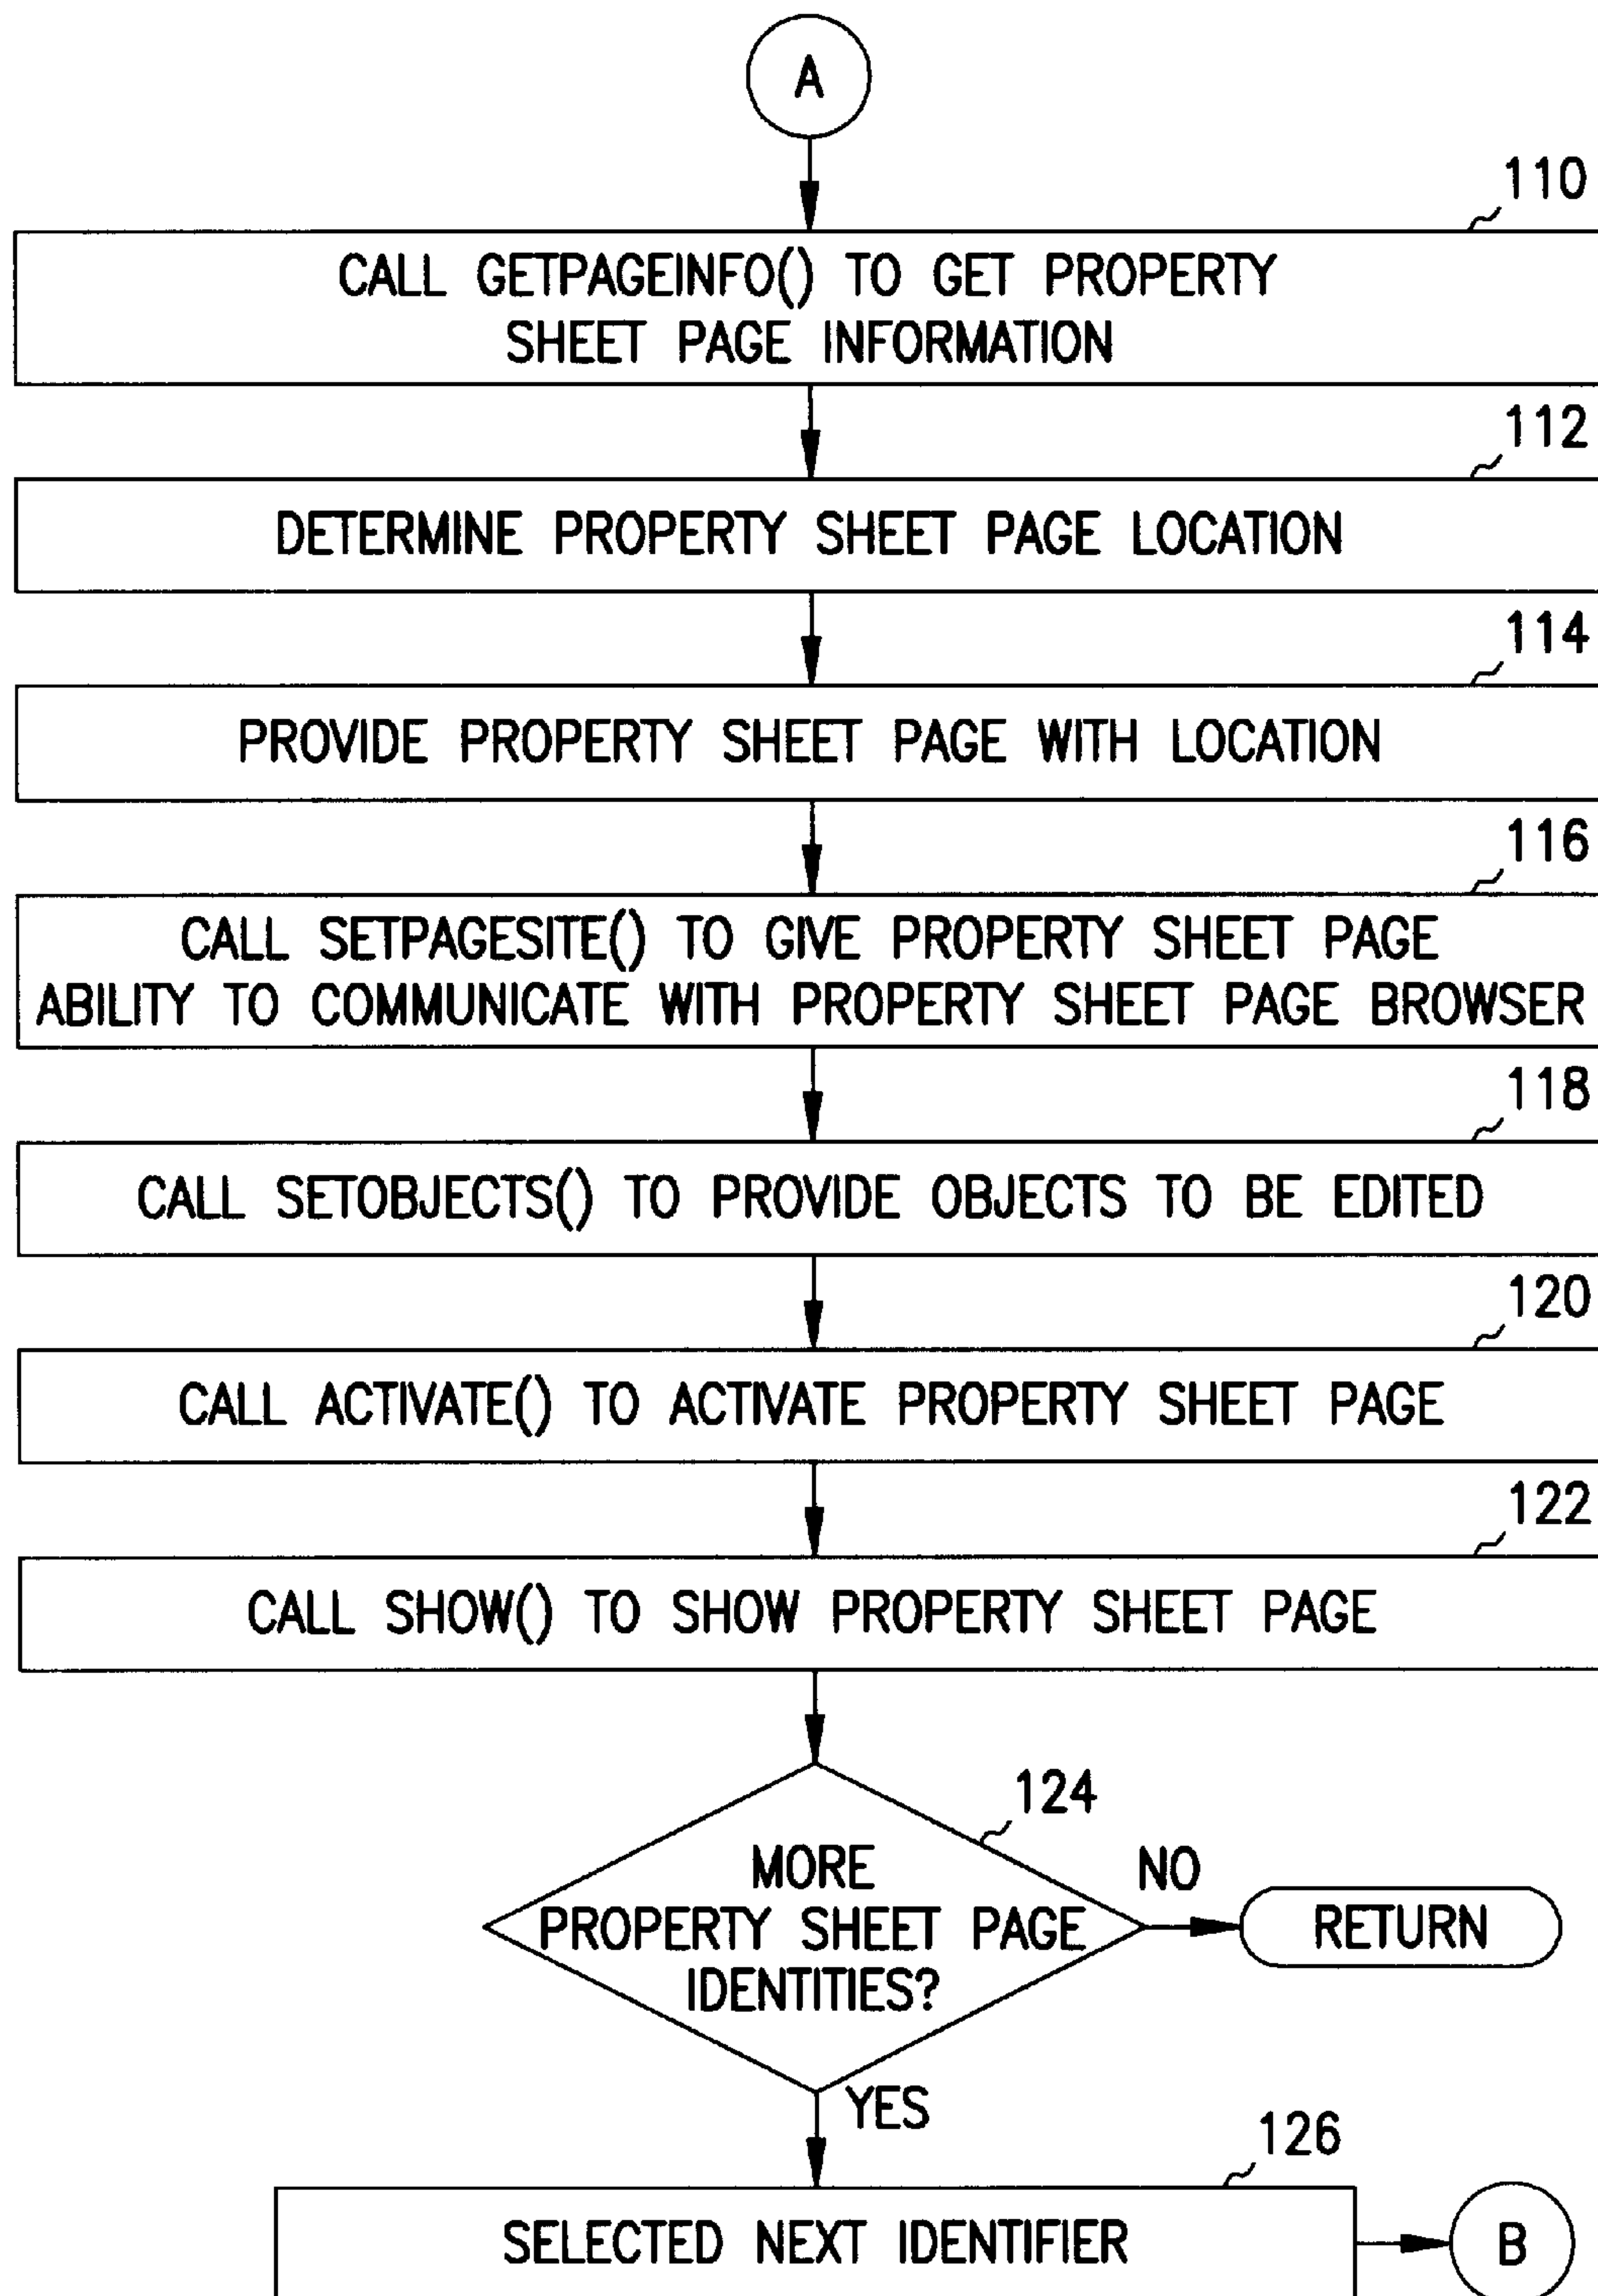 A
110
CALL GETPAGEINFO() TO GET PROPERTY
SHEET PAGE INFORMATION
112
DETERMINE PROPERTY SHEET PAGE LOCATION
114
PROVIDE PROPERTY SHEET PAGE WITH LOCATION
116
CALL SETPAGESITE() TO GIVE PROPERTY SHEET PAGE
ABILITY TO COMMUNICATE WITH PROPERTY SHEET PAGE BROWSER
118
CALL SETOBJECTS() TO PROVIDE OBJECTS TO BE EDITED
120
CALL ACTIVATE() TO ACTIVATE PROPERTY SHEET PAGE
122
CALL SHOW() TO SHOW PROPERTY SHEET PAGE
124
MORE
PROPERTY SHEET PAGE
IDENTITIES?
NO
RETURN
YES
126
SELECTED NEXT IDENTIFIER
B